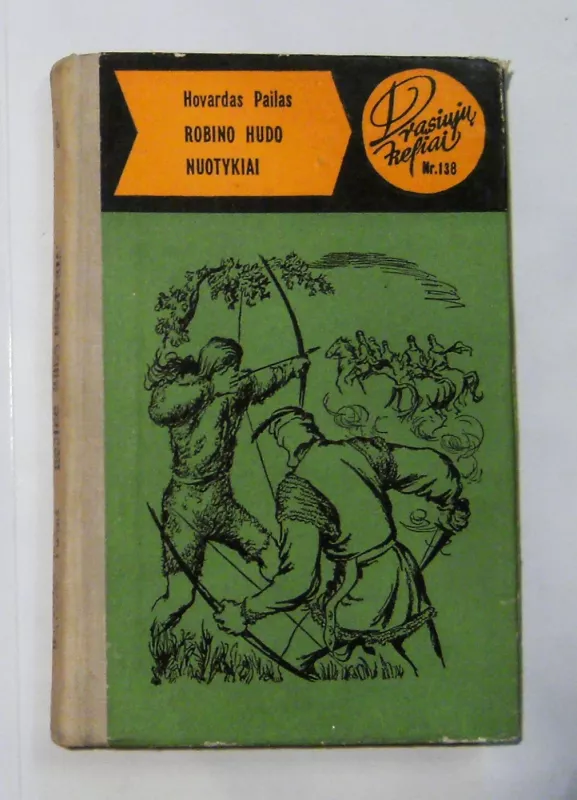 Hovardas Pailas
ROBINO HUDO
NUOTYKIAI
Drąsiųjų
keliai
Nr.138